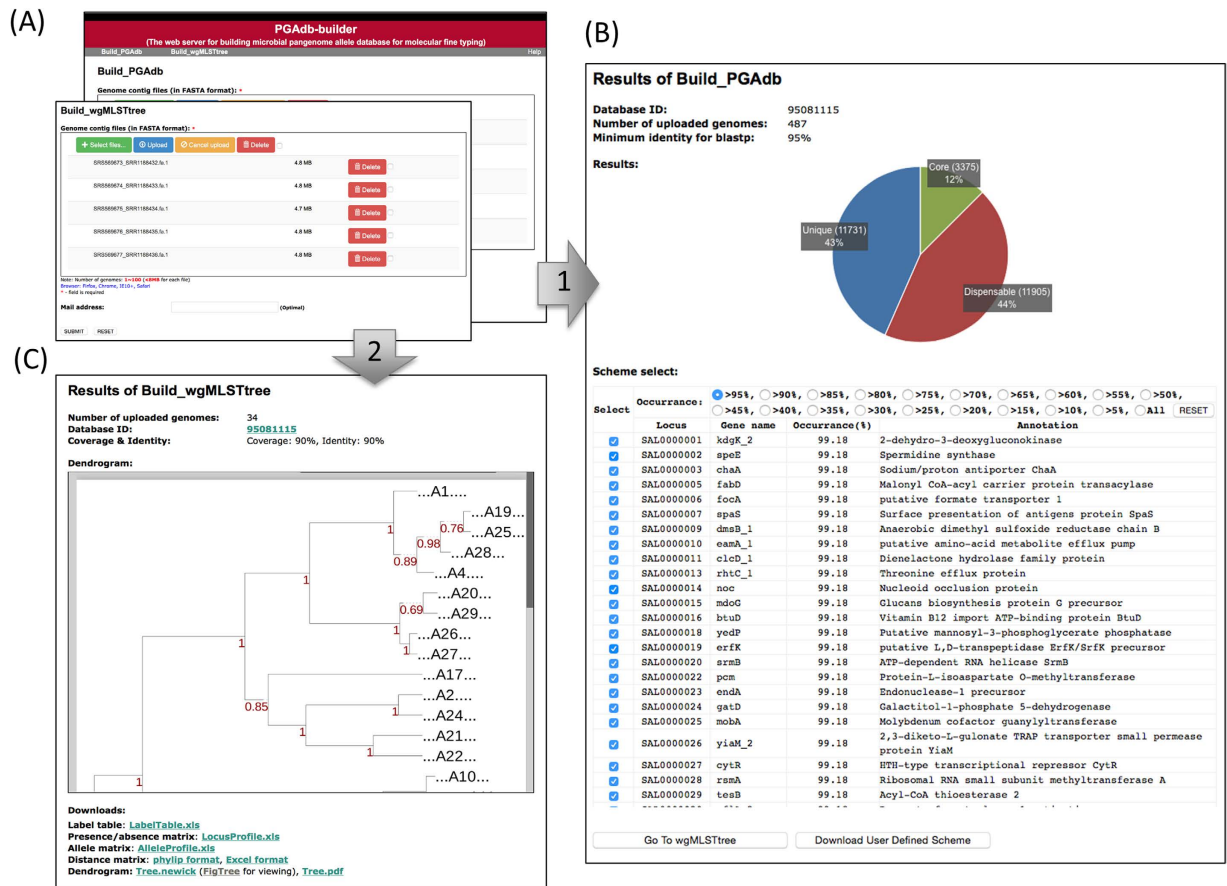 (A)
PGAdb-builder
(The web server for building microbial pangenome allele database for molecular fine typing)
Build_PGAdb Build_wgMLSTtree Help
Build_PGAdb
Genome contig files (in FASTA format): *
Build_wgMLSTtree
Genome contig files (in FASTA format): *
+ Select files... Upload Cancel upload Delete
SRS569673_SRR1188432.fa.1 4.8 MB Delete
SRS569674_SRR1188433.fa.1 4.8 MB Delete
SRS569675_SRR1188434.fa.1 4.7 MB Delete
SRS569676_SRR1188435.fa.1 4.8 MB Delete
SRS569677_SRR1188436.fa.1 4.8 MB Delete
Note: Number of genomes: 1~100 (<8MB for each file)
Browser: Firfox, Chrome, IE10+, Safari
* - field is required
Mail address: (Optimal)
SUBMIT RESET
1
2
(B)
Results of Build_PGAdb
Database ID: 95081115
Number of uploaded genomes: 487
Minimum identity for blastp: 95%
Results:
Core (3375)
12%
Unique (11731)
43%
Dispensable (11905)
44%
Scheme select:
Select Occurrance: >95%, >90%, >85%, >80%, >75%, >70%, >65%, >60%, >55%, >50%,
>45%, >40%, >35%, >30%, >25%, >20%, >15%, >10%, >5%, All RESET
Locus Gene name Occurrance(%) Annotation
SAL0000001 kdgK_2 99.18 2-dehydro-3-deoxygluconokinase
SAL0000002 speE 99.18 Spermidine synthase
SAL0000003 chaA 99.18 Sodium/proton antiporter ChaA
SAL0000005 fabD 99.18 Malonyl CoA-acyl carrier protein transacylase
SAL0000006 focA 99.18 putative formate transporter 1
SAL0000007 spaS 99.18 Surface presentation of antigens protein SpaS
SAL0000009 dmsB_1 99.18 Anaerobic dimethyl sulfoxide reductase chain B
SAL0000010 eamA_1 99.18 putative amino-acid metabolite efflux pump
SAL0000011 clcD_1 99.18 Dienelactone hydrolase family protein
SAL0000013 rhtC_1 99.18 Threonine efflux protein
SAL0000014 noc 99.18 Nucleoid occlusion protein
SAL0000015 mdoG 99.18 Glucans biosynthesis protein G precursor
SAL0000016 btuD 99.18 Vitamin B12 import ATP-binding protein BtuD
SAL0000018 yedP 99.18 Putative mannosyl-3-phosphoglycerate phosphatase
SAL0000019 erfK 99.18 putative L,D-transpeptidase ErfK/SrfK precursor
SAL0000020 srmB 99.18 ATP-dependent RNA helicase SrmB
SAL0000022 pcm 99.18 Protein-L-isoaspartate O-methyltransferase
SAL0000023 endA 99.18 Endonuclease-1 precursor
SAL0000024 gatD 99.18 Galactitol-1-phosphate 5-dehydrogenase
SAL0000025 mobA 99.18 Molybdenum cofactor guanylyltransferase
SAL0000026 yiaM_2 99.18 2,3-diketo-L-gulonate TRAP transporter small permease
protein YiaM
SAL0000027 cytR 99.18 HTH-type transcriptional repressor CytR
SAL0000028 rsmA 99.18 Ribosomal RNA small subunit methyltransferase A
SAL0000029 tesB 99.18 Acyl-CoA thioesterase 2
Go To wgMLSTtree Download User Defined Scheme
(C)
Results of Build_wgMLSTtree
Number of uploaded genomes: 34
Database ID: 95081115
Coverage & Identity: Coverage: 90%, Identity: 90%
Dendrogram:
...A1....
...A19...
1 0.76
...A25...
0.98
...A28...
0.89
...A4....
1
...A20...
0.69
...A29...
1
...A26...
1
...A27...
1
...A17...
0.85
...A2....
1
...A24...
1
...A21...
1
...A22...
1
...A10...
Downloads:
Label table: LabelTable.xls
Presence/absence matrix: LocusProfile.xls
Allele matrix: AlleleProfile.xls
Distance matrix: phylip format, Excel format
Dendrogram: Tree.newick (FigTree for viewing), Tree.pdf